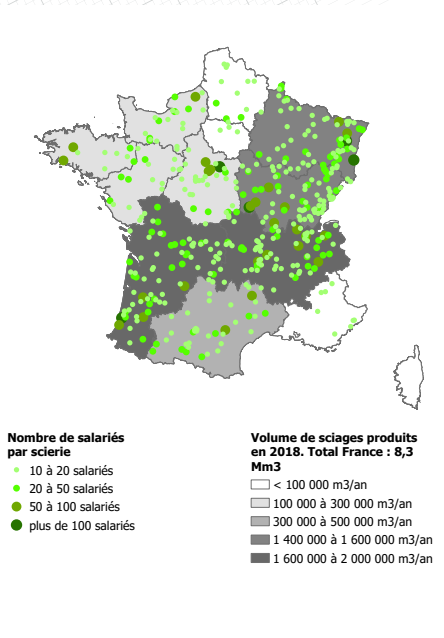 Nombre de salariés
par scierie
10 à 20 salariés
20 à 50 salariés
50 à 100 salariés
plus de 100 salariés
Volume de sciages produits
en 2018. Total France : 8,3
Mm3
< 100 000 m3/an
100 000 à 300 000 m3/an
300 000 à 500 000 m3/an
1 400 000 à 1 600 000 m3/an
1 600 000 à 2 000 000 m3/an